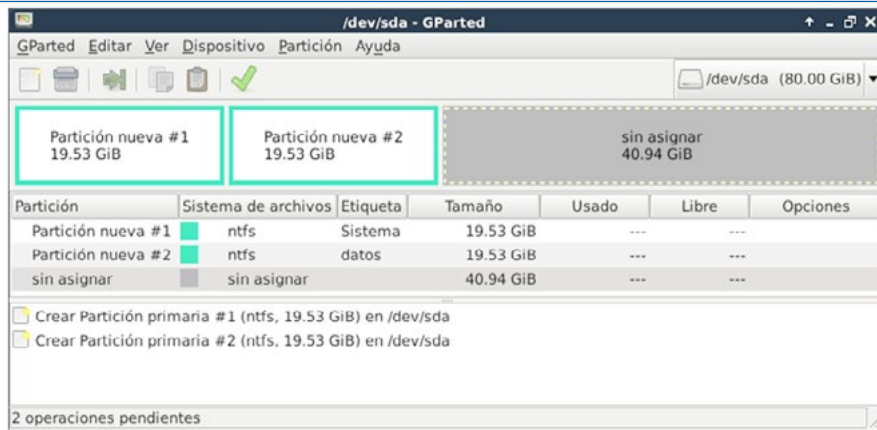 /dev/sda - GParted
GParted Editar Ver Dispositivo Partición Ayuda
/dev/sda (80.00 GiB)
Partición nueva #1
19.53 GiB
Partición nueva #2
19.53 GiB
sin asignar
40.94 GiB
Partición Sistema de archivos Etiqueta Tamaño Usado Libre Opciones
Partición nueva #1 ntfs Sistema 19.53 GiB --- ---
Partición nueva #2 ntfs datos 19.53 GiB --- ---
sin asignar sin asignar 40.94 GiB --- ---
Crear Partición primaria #1 (ntfs, 19.53 GiB) en /dev/sda
Crear Partición primaria #2 (ntfs, 19.53 GiB) en /dev/sda
2 operaciones pendientes